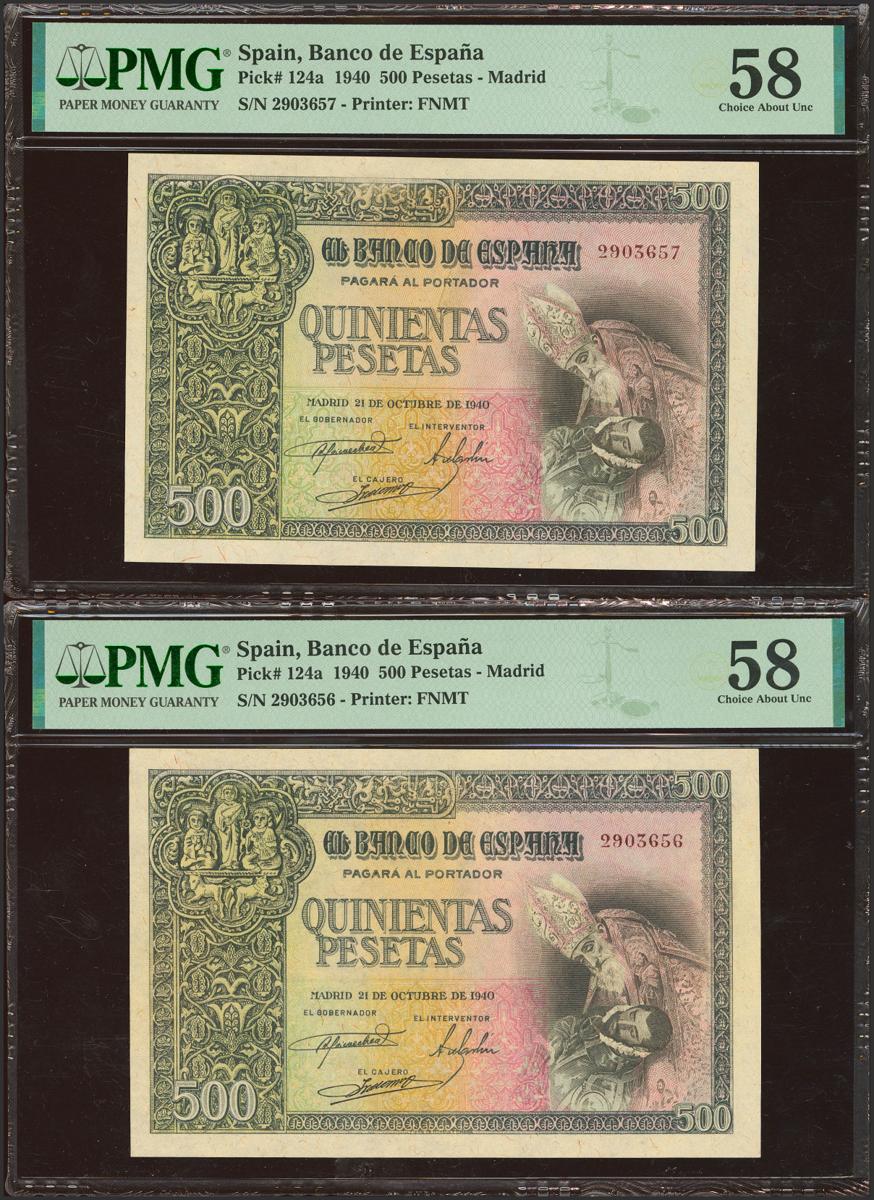 PMG®
PAPER MONEY GUARANTY
Spain, Banco de España
Pick# 124a 1940 500 Pesetas - Madrid
S/N 2903657 - Printer: FNMT
58
Choice About Unc
500
EL BANCO DE ESPAÑA
2903657
PAGARÁ AL PORTADOR
QUINIENTAS
PESETAS
MADRID 21 DE OCTUBRE DE 1940
EL GOBERNADOR
EL INTERVENTOR
EL CAJERO
500
500
PMG®
PAPER MONEY GUARANTY
Spain, Banco de España
Pick# 124a 1940 500 Pesetas - Madrid
S/N 2903656 - Printer: FNMT
58
Choice About Unc
500
EL BANCO DE ESPAÑA
2903656
PAGARÁ AL PORTADOR
QUINIENTAS
PESETAS
MADRID 21 DE OCTUBRE DE 1940
EL GOBERNADOR
EL INTERVENTOR
EL CAJERO
500
500